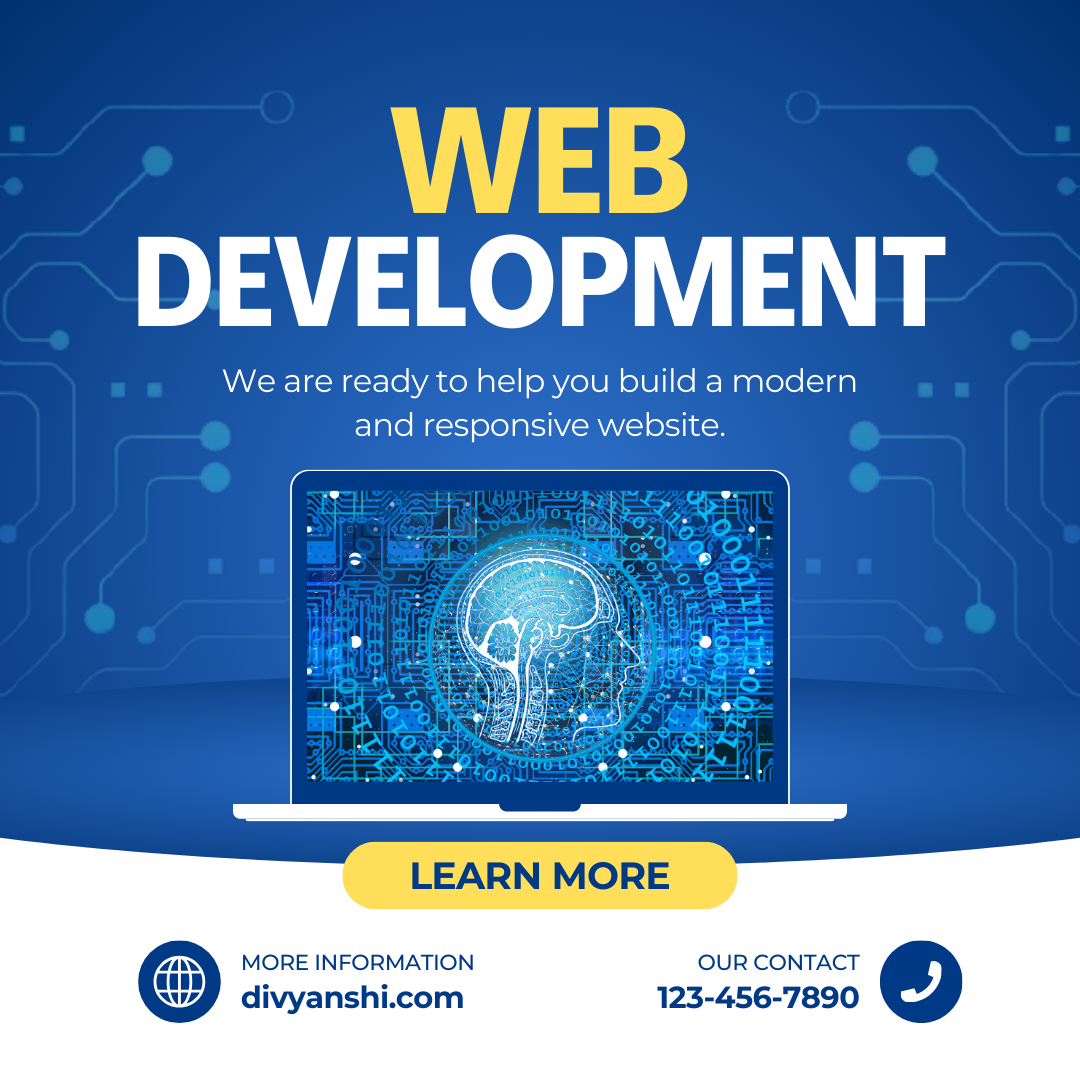 WEB
DEVELOPMENT
We are ready to help you build a modern
and responsive website.
LEARN MORE
MORE INFORMATION
divyanshi.com
OUR CONTACT
123-456-7890